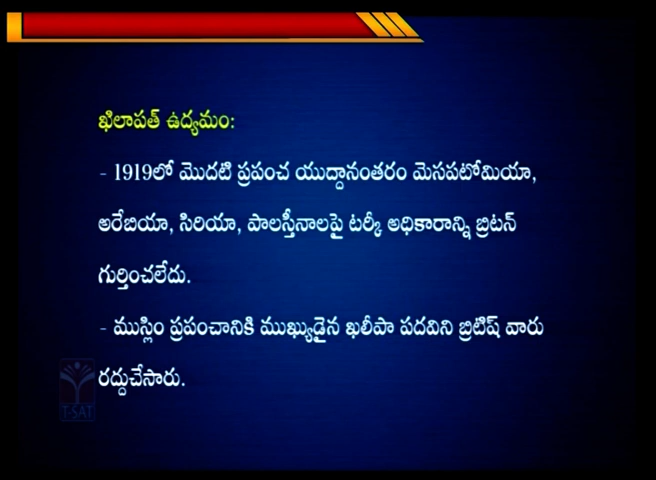 ఖిలాపత్ ఉద్యమం:
- 1919లో మొదటి ప్రపంచ యుద్ధానంతరం మెసపటోమియా,
అరేబియా, సిరియా, పాలస్తీనాలపై టర్కీ అధికారాన్ని బ్రిటన్
గుర్తించలేదు.
- ముస్లిం ప్రపంచానికి ముఖ్యుడైన ఖలీపా పదవిని బ్రిటిష్ వారు
రద్దుచేసారు.
T-SAT